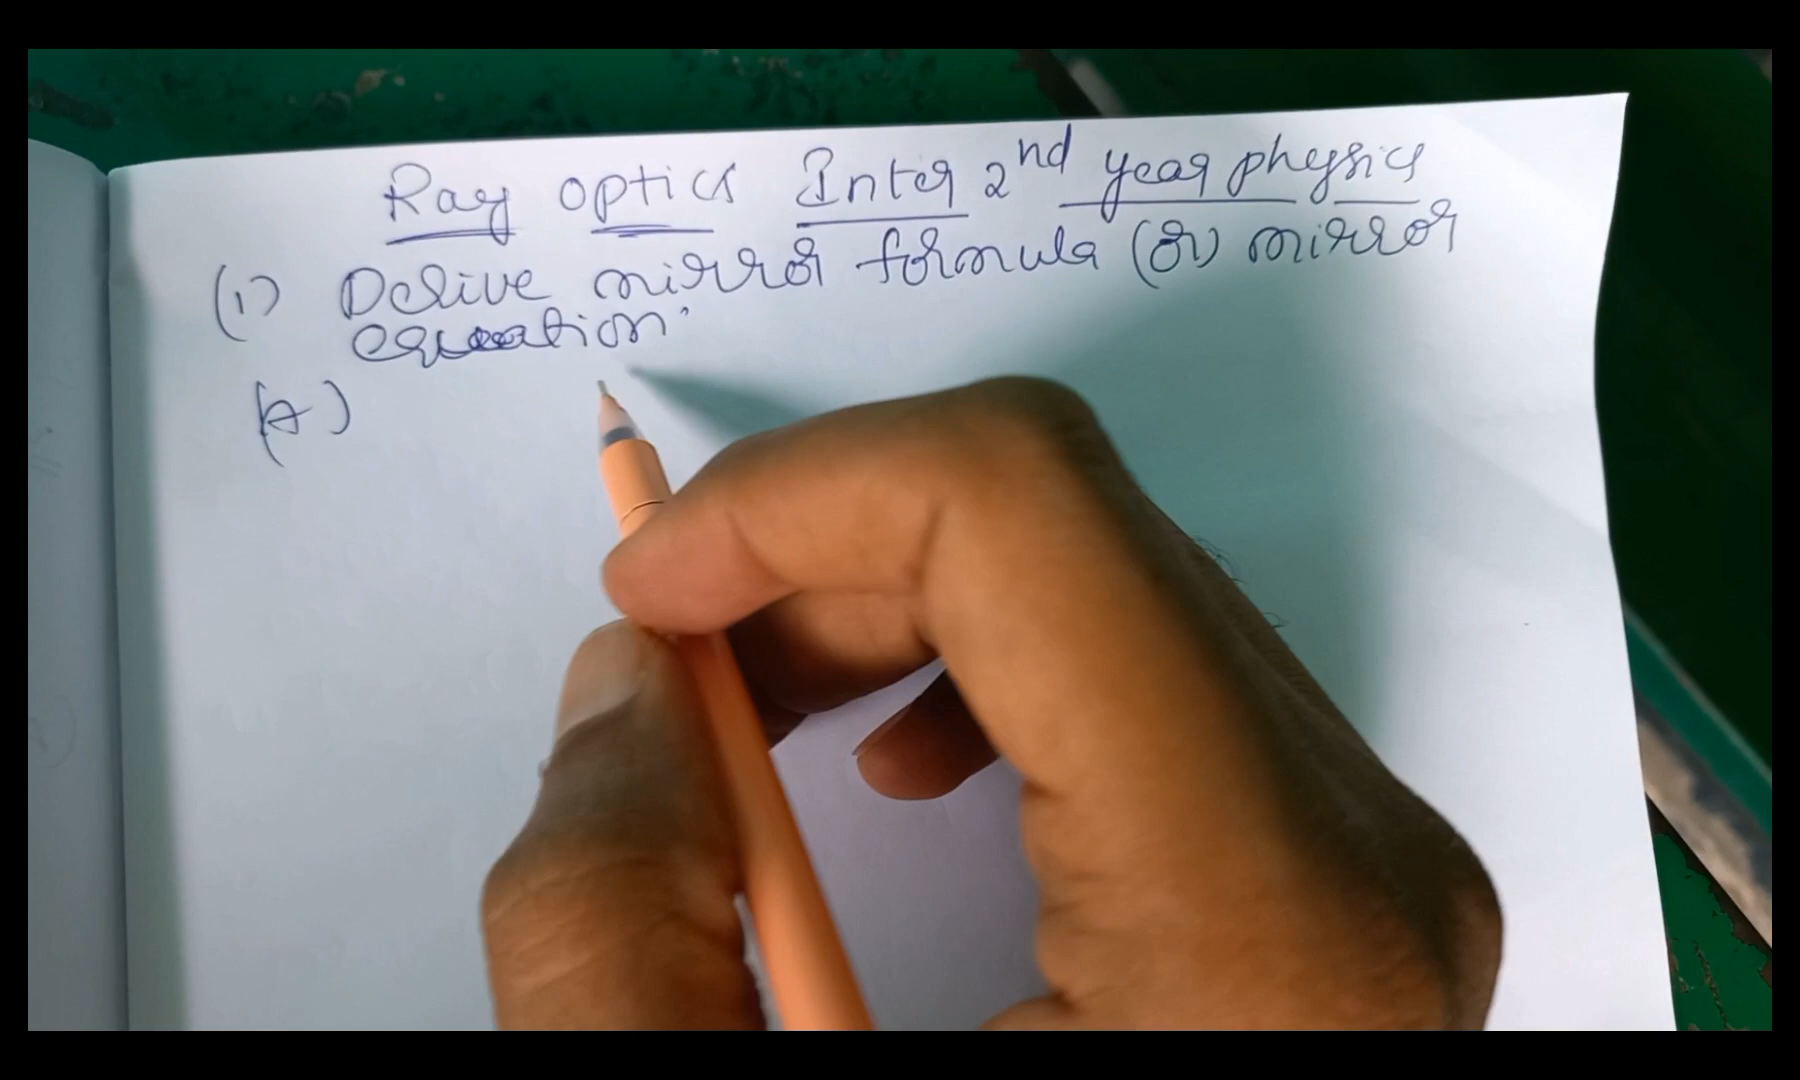 Ray optics Inter 2nd year physics
(1) Derive mirror formula (or) mirror
equation.
(A)